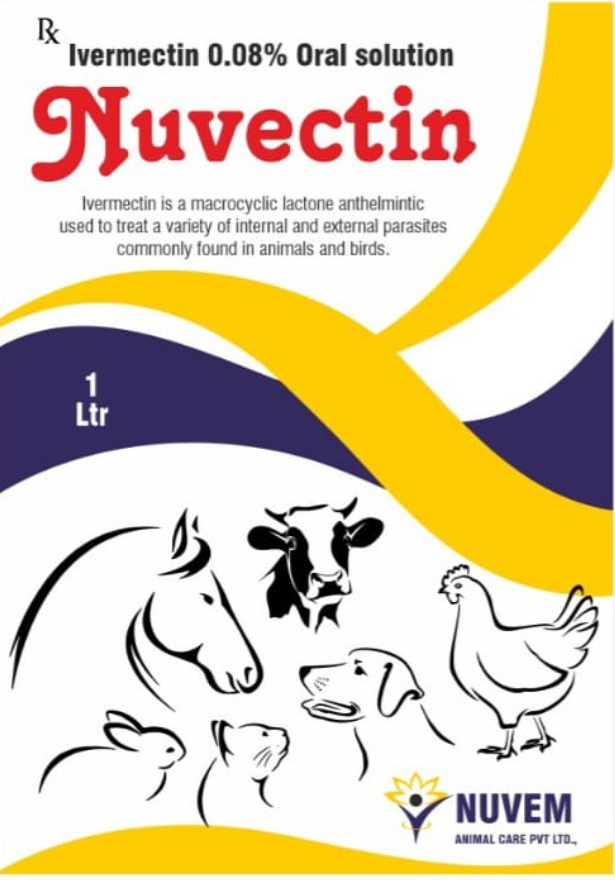 Rx
Ivermectin 0.08% Oral solution
Nuvectin
Ivermectin is a macrocyclic lactone anthelmintic
used to treat a variety of internal and external parasites
commonly found in animals and birds.
1
Ltr
NUVEM
ANIMAL CARE PVT LTD.,